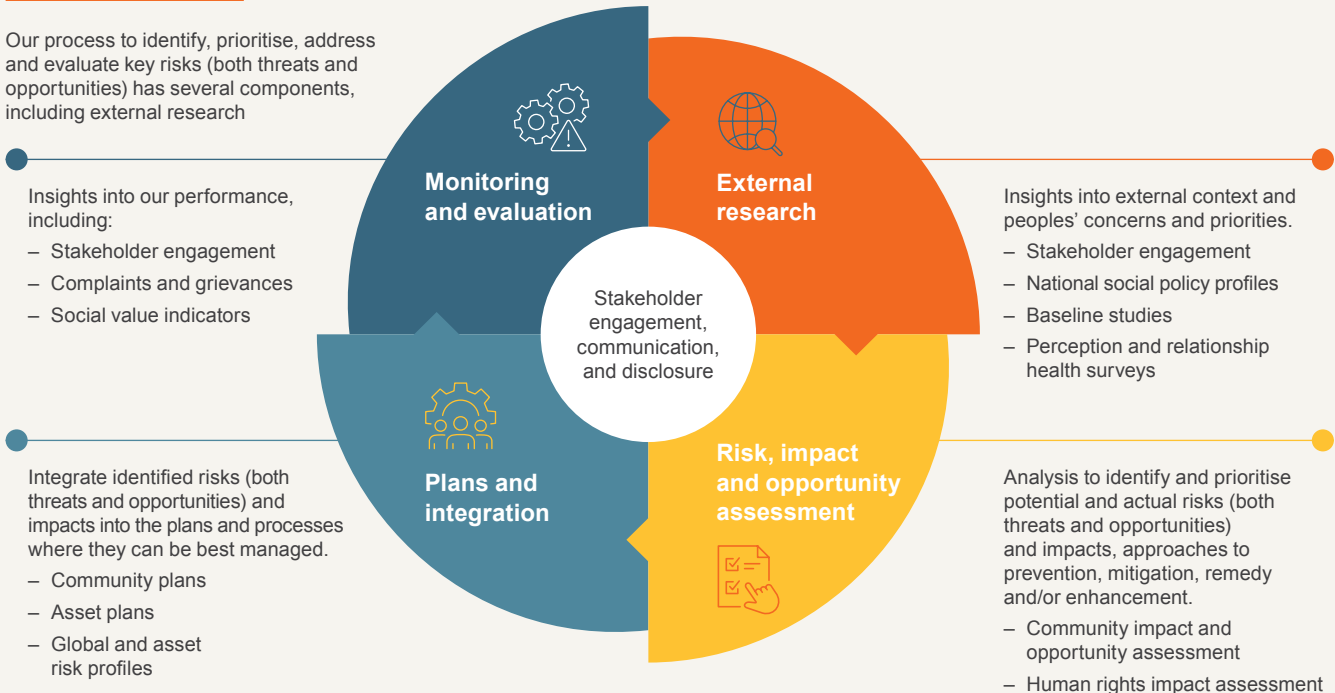 Our process to identify, prioritise, address
and evaluate key risks (both threats and
opportunities) has several components,
including external research
Monitoring
and evaluation
Insights into our performance,
including:
– Stakeholder engagement
– Complaints and grievances
– Social value indicators
External
research
Insights into external context and
peoples’ concerns and priorities.
– Stakeholder engagement
– National social policy profiles
– Baseline studies
– Perception and relationship
health surveys
Stakeholder
engagement,
communication,
and disclosure
Plans and
integration
Integrate identified risks (both
threats and opportunities) and
impacts into the plans and processes
where they can be best managed.
– Community plans
– Asset plans
– Global and asset
risk profiles
Risk, impact
and opportunity
assessment
Analysis to identify and prioritise
potential and actual risks (both
threats and opportunities)
and impacts, approaches to
prevention, mitigation, remedy
and/or enhancement.
– Community impact and
opportunity assessment
– Human rights impact assessment